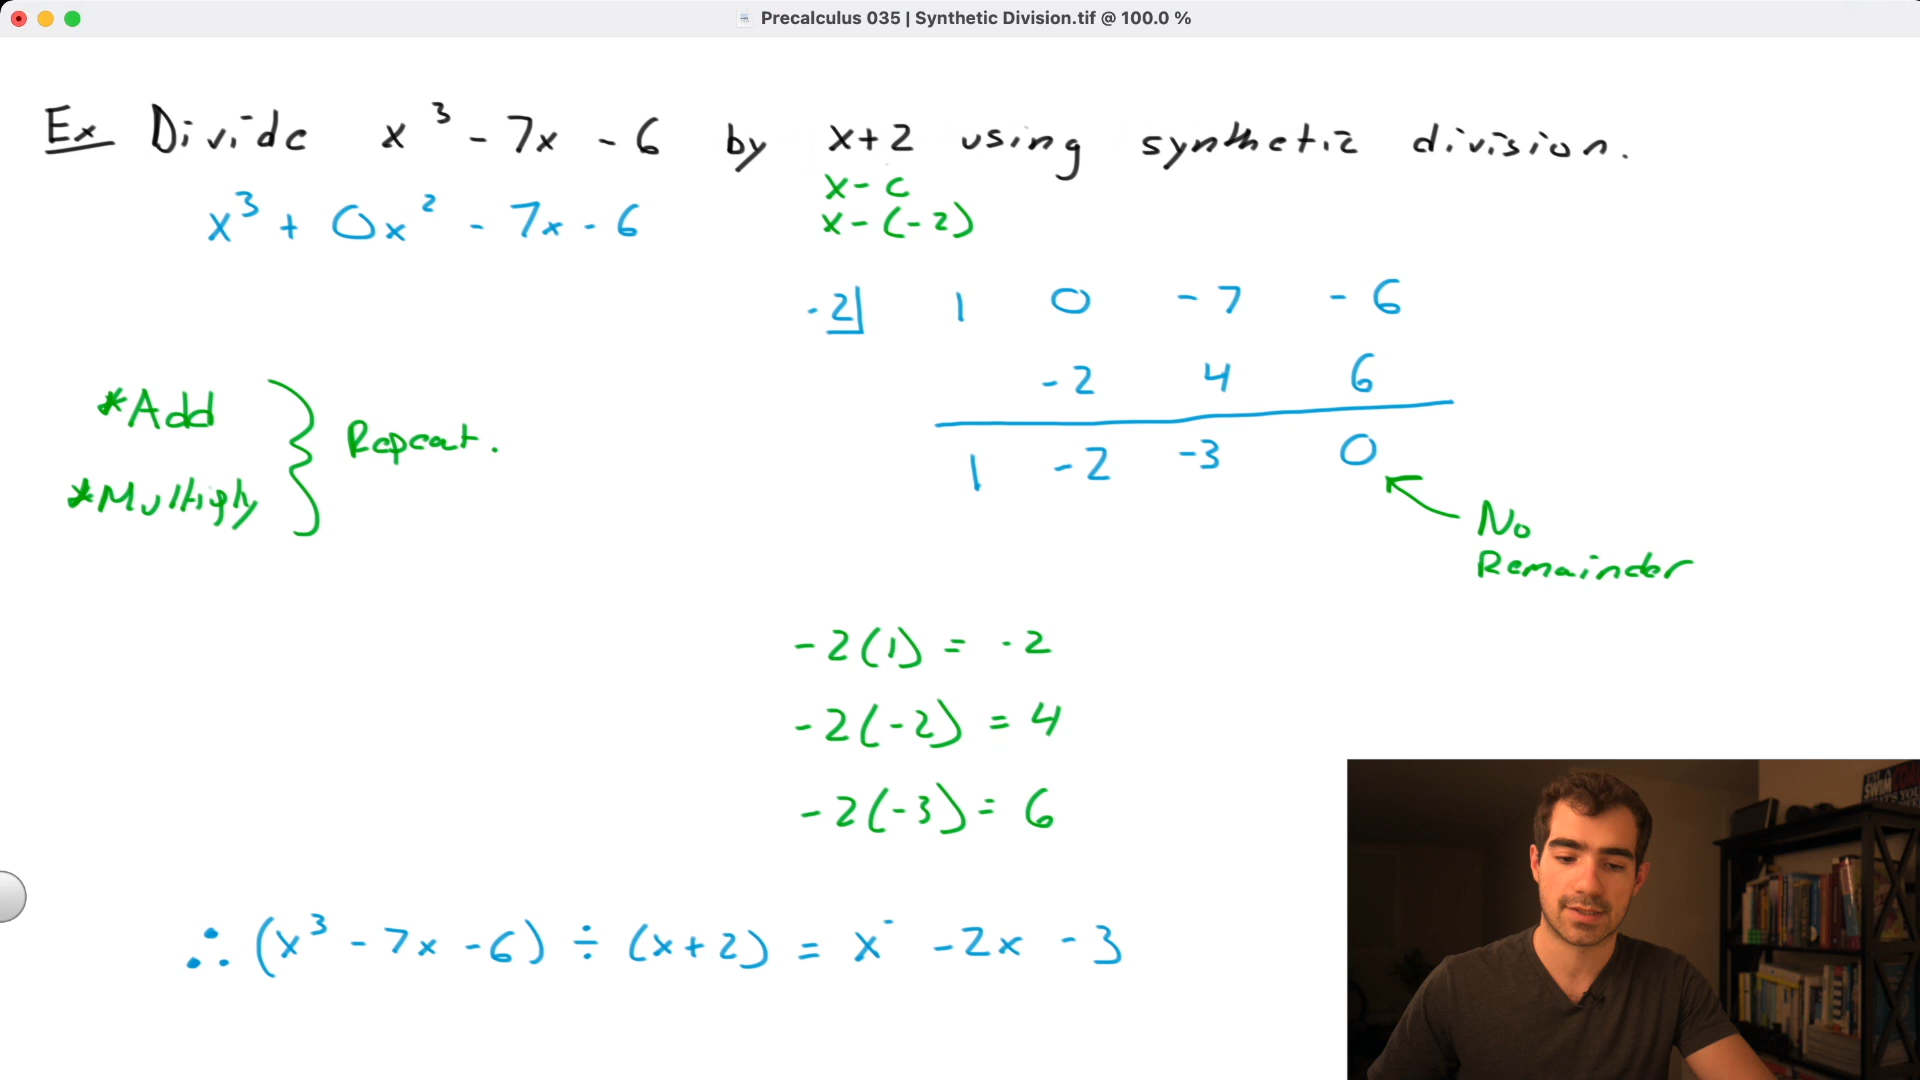 Precalculus 035 | Synthetic Division.tif @ 100.0 %
Ex Divide x³ - 7x - 6 by x+2 using synthetic division.
x - c
x³ + 0x² - 7x - 6 x - (-2)
-2| 1 0 -7 -6
-2 4 6
1 -2 -3 0
*Add
*Multiply
Repeat.
No
Remainder
-2(1) = -2
-2(-2) = 4
-2(-3) = 6
∴ (x³ - 7x - 6) ÷ (x+2) = x - 2x - 3
SWIM